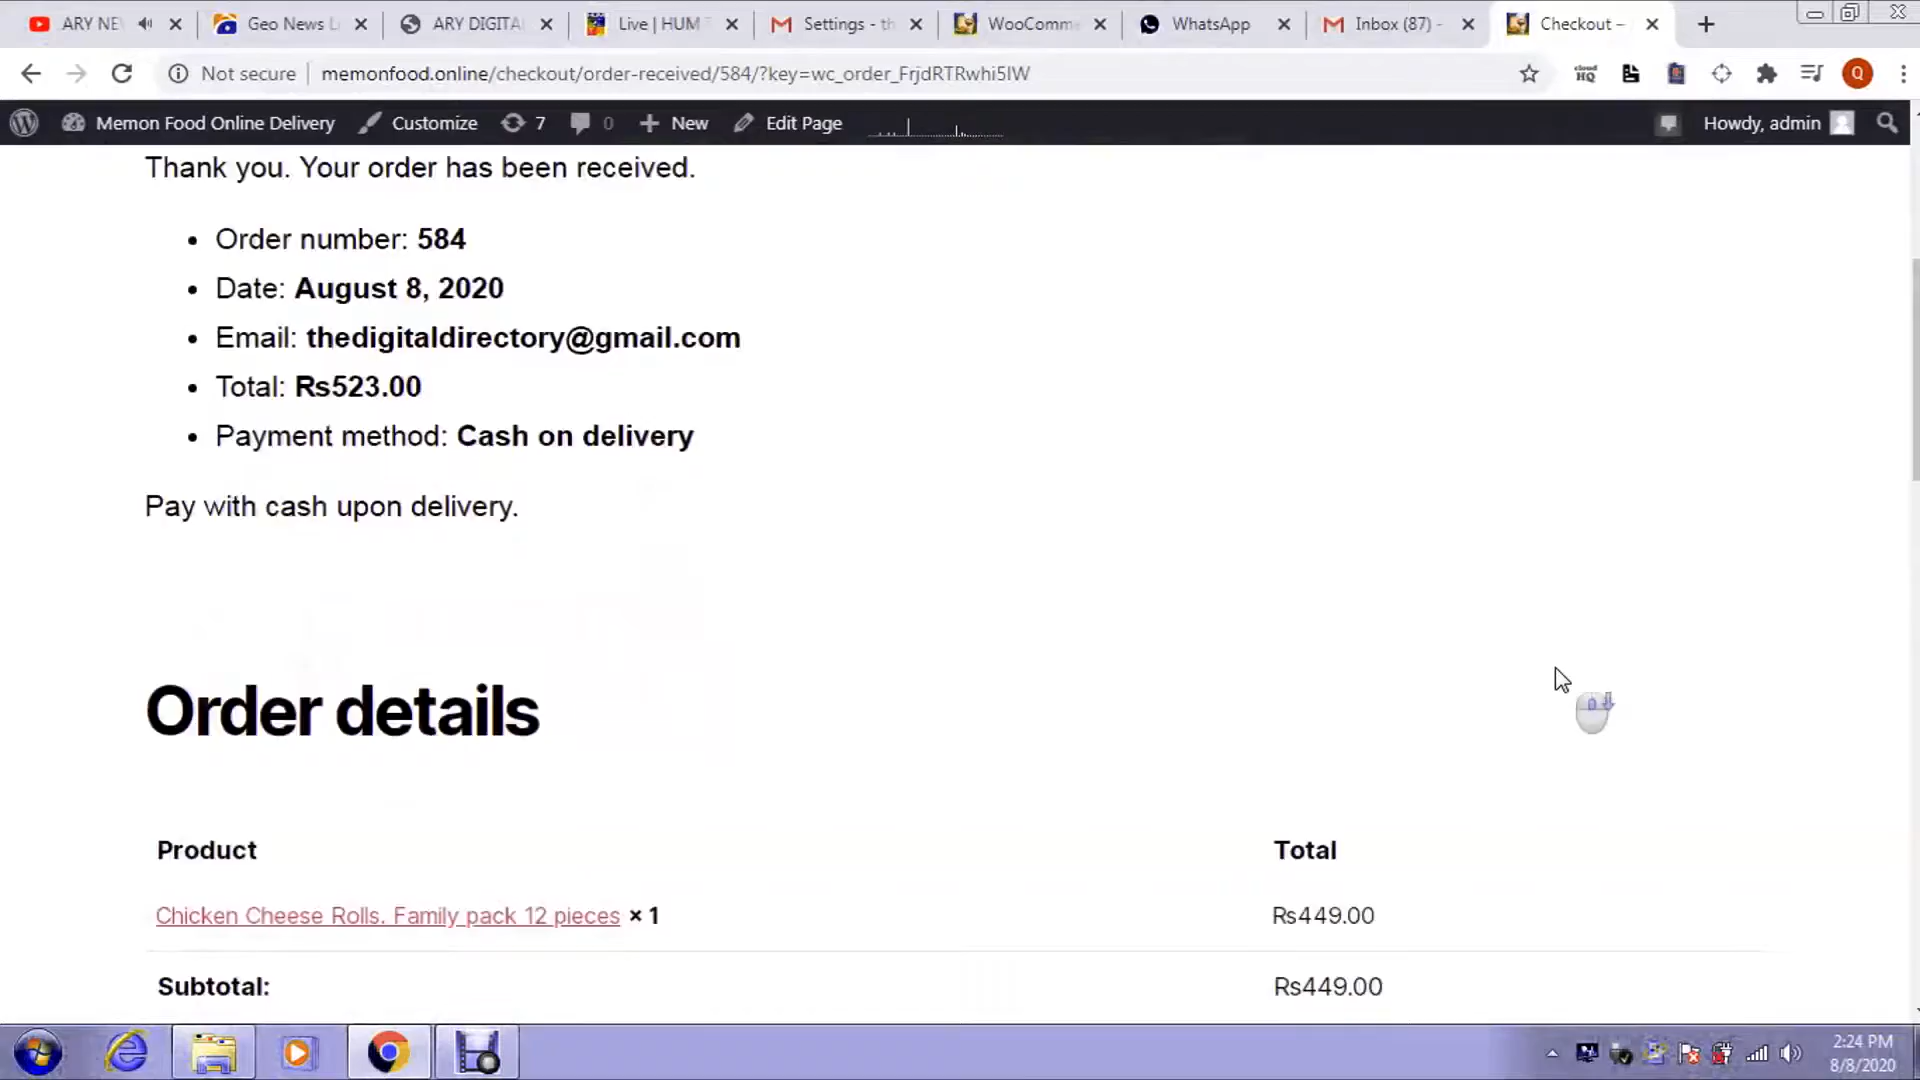 ARY NE
Geo News L
ARY DIGITA
Live | HUM T
Settings - th
WooComme
WhatsApp
Inbox (87) -
Checkout –
Not secure
memonfood.online/checkout/order-received/584/?key=wc_order_FrjdRTRwhi5lW
cloud HQ
Q
Memon Food Online Delivery
Customize
7
0
New
Edit Page
Howdy, admin
Thank you. Your order has been received.
• Order number: 584
• Date: August 8, 2020
• Email: thedigitaldirectory@gmail.com
• Total: ₨523.00
• Payment method: Cash on delivery
Pay with cash upon delivery.
Order details
Product Total
Chicken Cheese Rolls. Family pack 12 pieces × 1 ₨449.00
Subtotal: ₨449.00
2:24 PM
8/8/2020